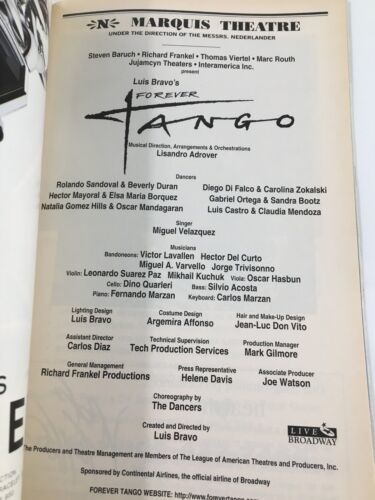 N MARQUIS THEATRE
UNDER THE DIRECTION OF THE MESSRS. NEDERLANDER
Steven Baruch • Richard Frankel • Thomas Viertel • Marc Routh
Jujamcyn Theaters • Interamerica Inc.
present
Luis Bravo's
FOREVER
TANGO
Musical Direction, Arrangements & Orchestrations
Lisandro Adrover
Dancers
Rolando Sandoval & Beverly Duran Diego Di Falco & Carolina Zokalski
Hector Mayoral & Elsa Maria Borquez Gabriel Ortega & Sandra Bootz
Natalia Gomez Hills & Oscar Mandagaran Luis Castro & Claudia Mendoza
Singer
Miguel Velazquez
Musicians
Bandoneons: Victor Lavallen Hector Del Curto
Miguel A. Varvello Jorge Trivisonno
Violin: Leonardo Suarez Paz Mikhail Kuchuk Viola: Oscar Hasbun
Cello: Dino Quarleri Bass: Silvio Acosta
Piano: Fernando Marzan Keyboard: Carlos Marzan
Lighting Design Costume Design Hair and Make-Up Design
Luis Bravo Argemira Affonso Jean-Luc Don Vito
Assistant Director Technical Supervision Production Manager
Carlos Diaz Tech Production Services Mark Gilmore
General Management Press Representative Associate Producer
Richard Frankel Productions Helene Davis Joe Watson
Choreography by
The Dancers
Created and Directed by
Luis Bravo
LIVE
BROADWAY
The Producers and Theatre Management are Members of The League of American Theatres and Producers, Inc.
Sponsored by Continental Airlines, the official airline of Broadway
FOREVER TANGO WEBSITE:
S
E